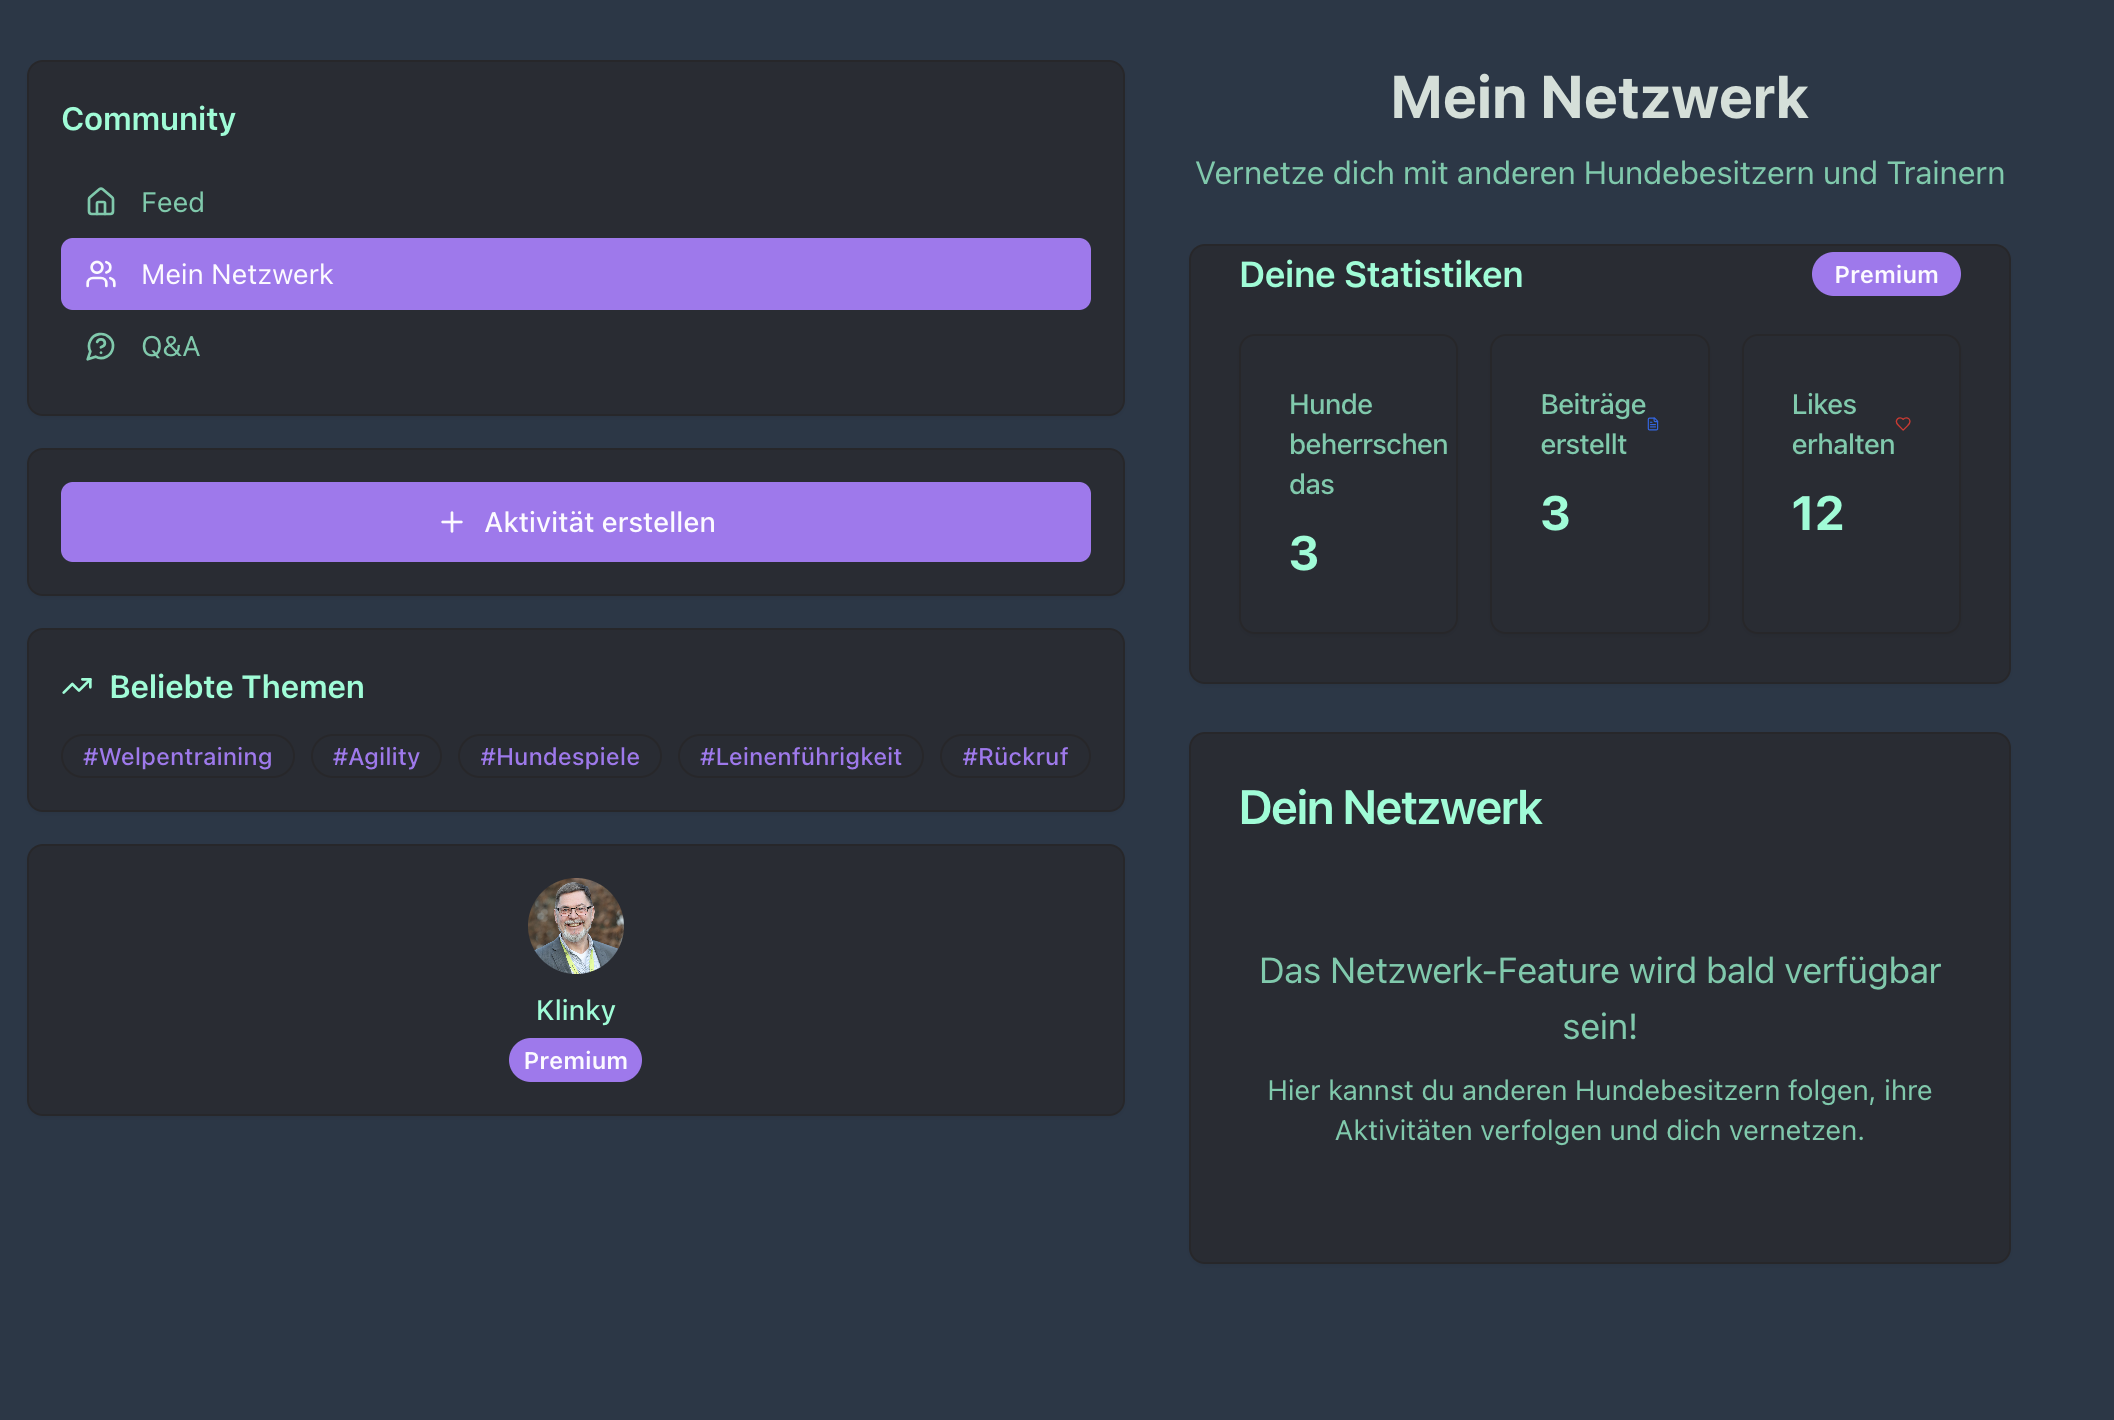 Community
Feed
Mein Netzwerk
Q&A
Aktivität erstellen
Beliebte Themen
#Welpentraining #Agility #Hundespiele #Leinenführigkeit #Rückruf
Klinky
Premium
Mein Netzwerk
Vernetze dich mit anderen Hundebesitzern und Trainern
Deine Statistiken
Premium
Hunde
beherrschen
das
3
Beiträge
erstellt
3
Likes
erhalten
12
Dein Netzwerk
Das Netzwerk-Feature wird bald verfügbar
sein!
Hier kannst du anderen Hundebesitzern folgen, ihre
Aktivitäten verfolgen und dich vernetzen.